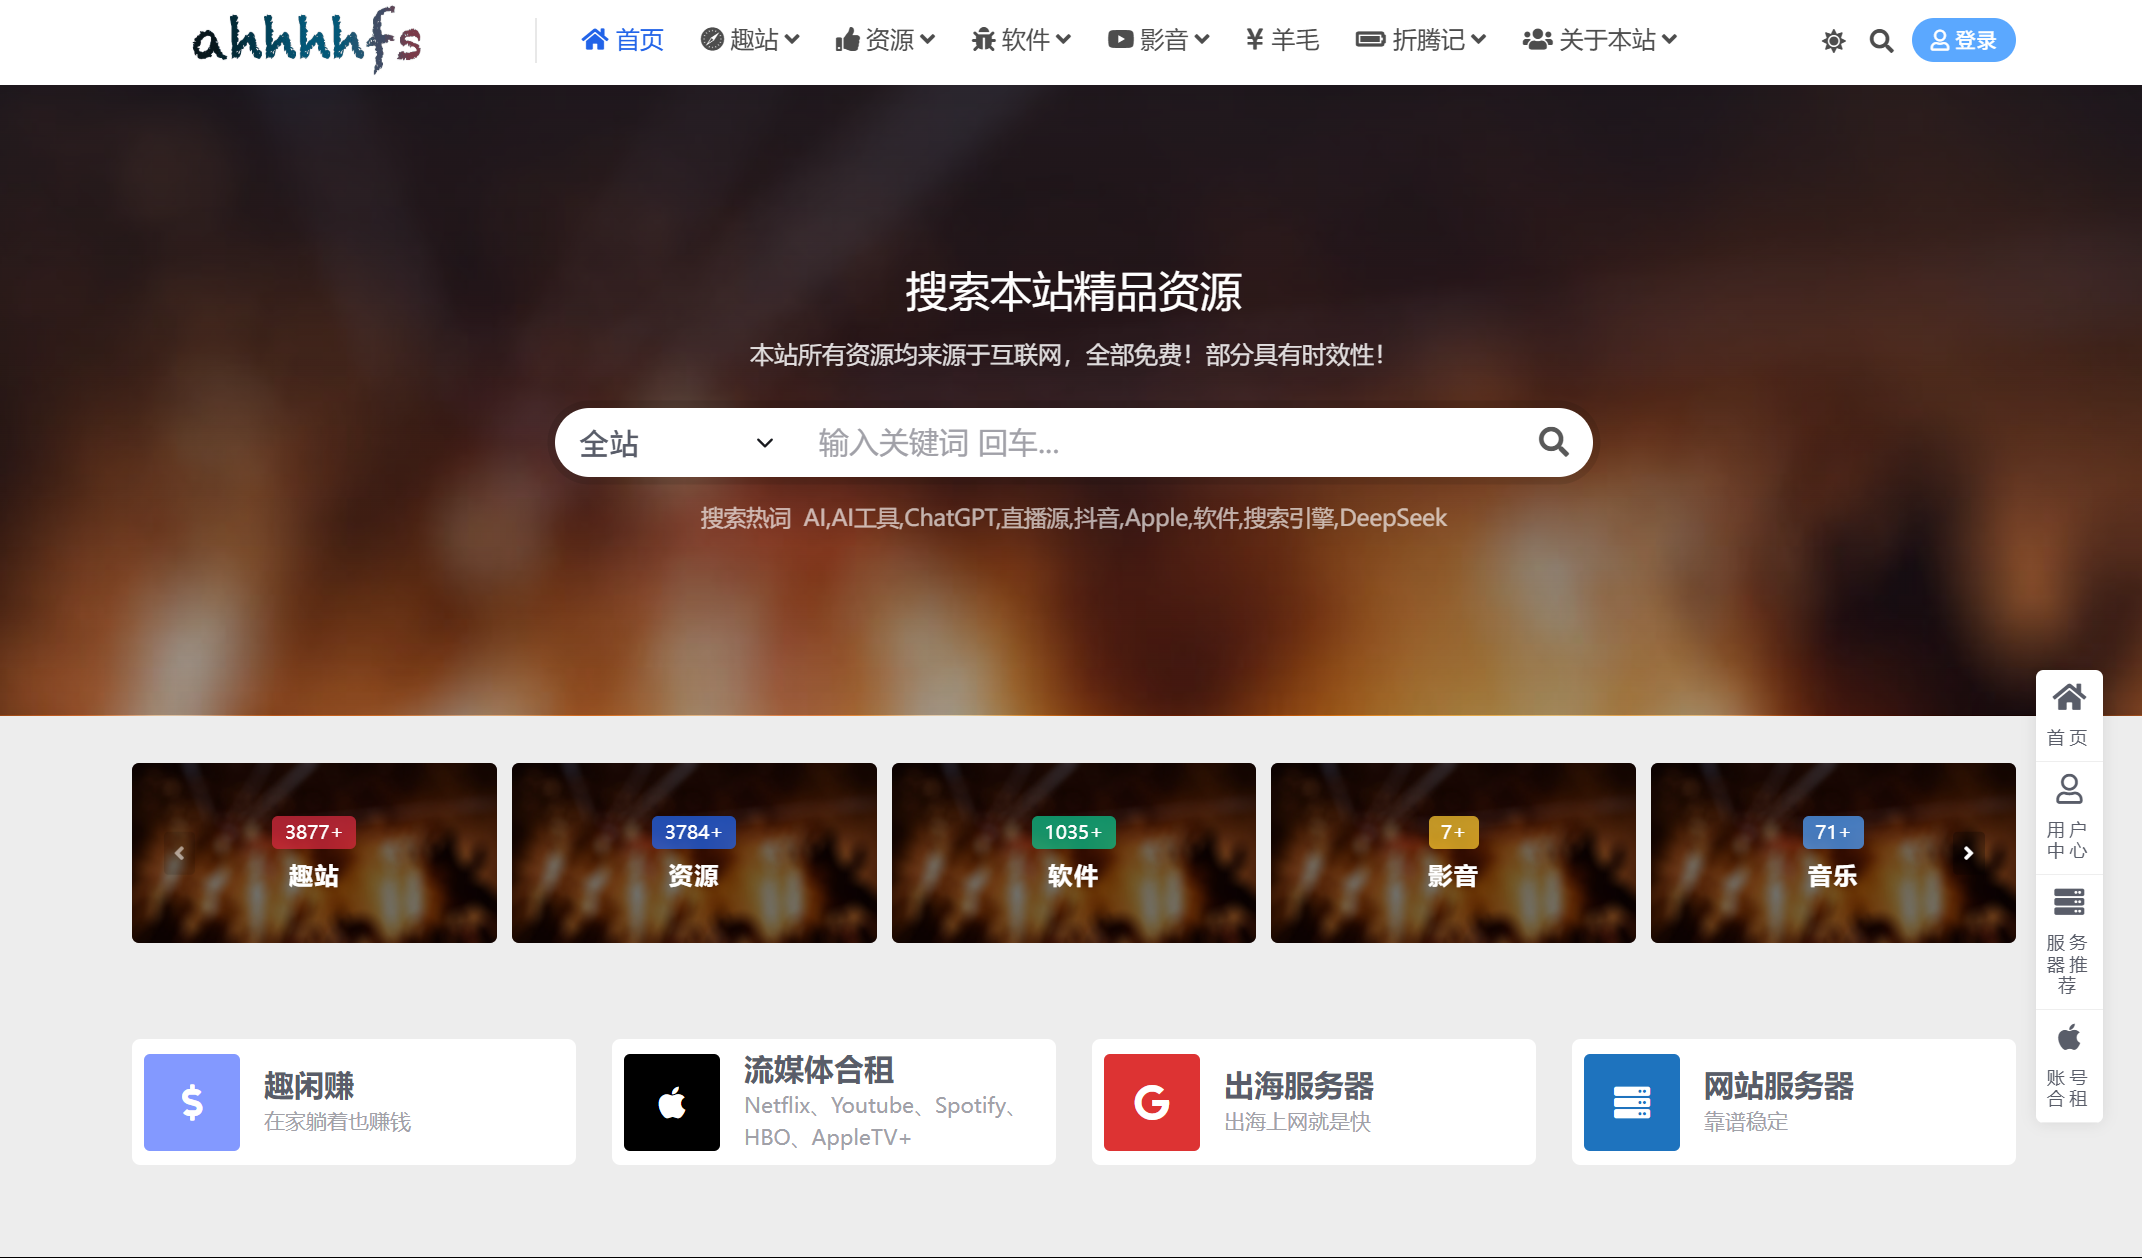 ahhhhfs
首页 趣站 资源 软件 影音 羊毛 折腾记 关于本站 登录
搜索本站精品资源
本站所有资源均来源于互联网，全部免费！部分具有时效性！
全站 输入关键词 回车...
搜索热词 AI,AI工具,ChatGPT,直播源,抖音,Apple,软件,搜索引擎,DeepSeek
3877+
趣站
3784+
资源
1035+
软件
7+
影音
71+
音乐
趣闲赚
在家躺着也赚钱
流媒体合租
Netflix、Youtube、Spotify、
HBO、AppleTV+
出海服务器
出海上网就是快
网站服务器
靠谱稳定
首页
用户
中心
服务
器推
荐
账号
合租